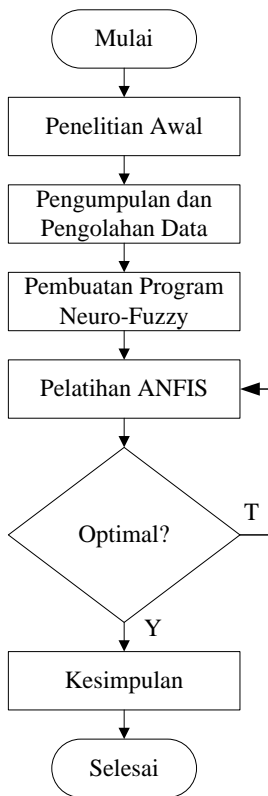 Mulai
Penelitian Awal
Pengumpulan dan
Pengolahan Data
Pembuatan Program
Neuro-Fuzzy
Pelatihan ANFIS
Optimal?
T
Y
Kesimpulan
Selesai